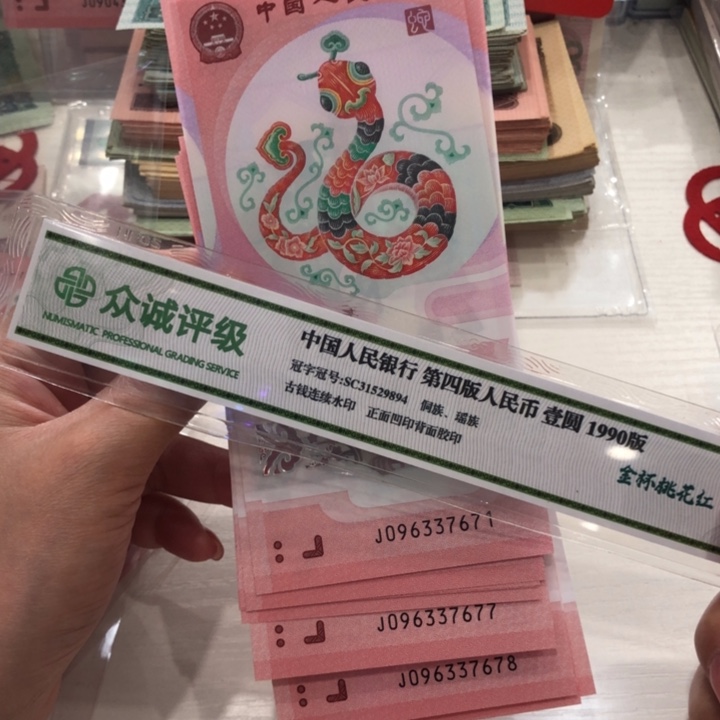 中国人民
众诚评级
NUMISMATIC PROFESSIONAL GRADING SERVICE
中国人民银行 第四版人民币 壹圆 1990版
冠字冠号:SC31529894 侗族、瑶族
古钱连续水印 正面凹印背面胶印
金杯桃花红
J096337671
J096337677
J096337678